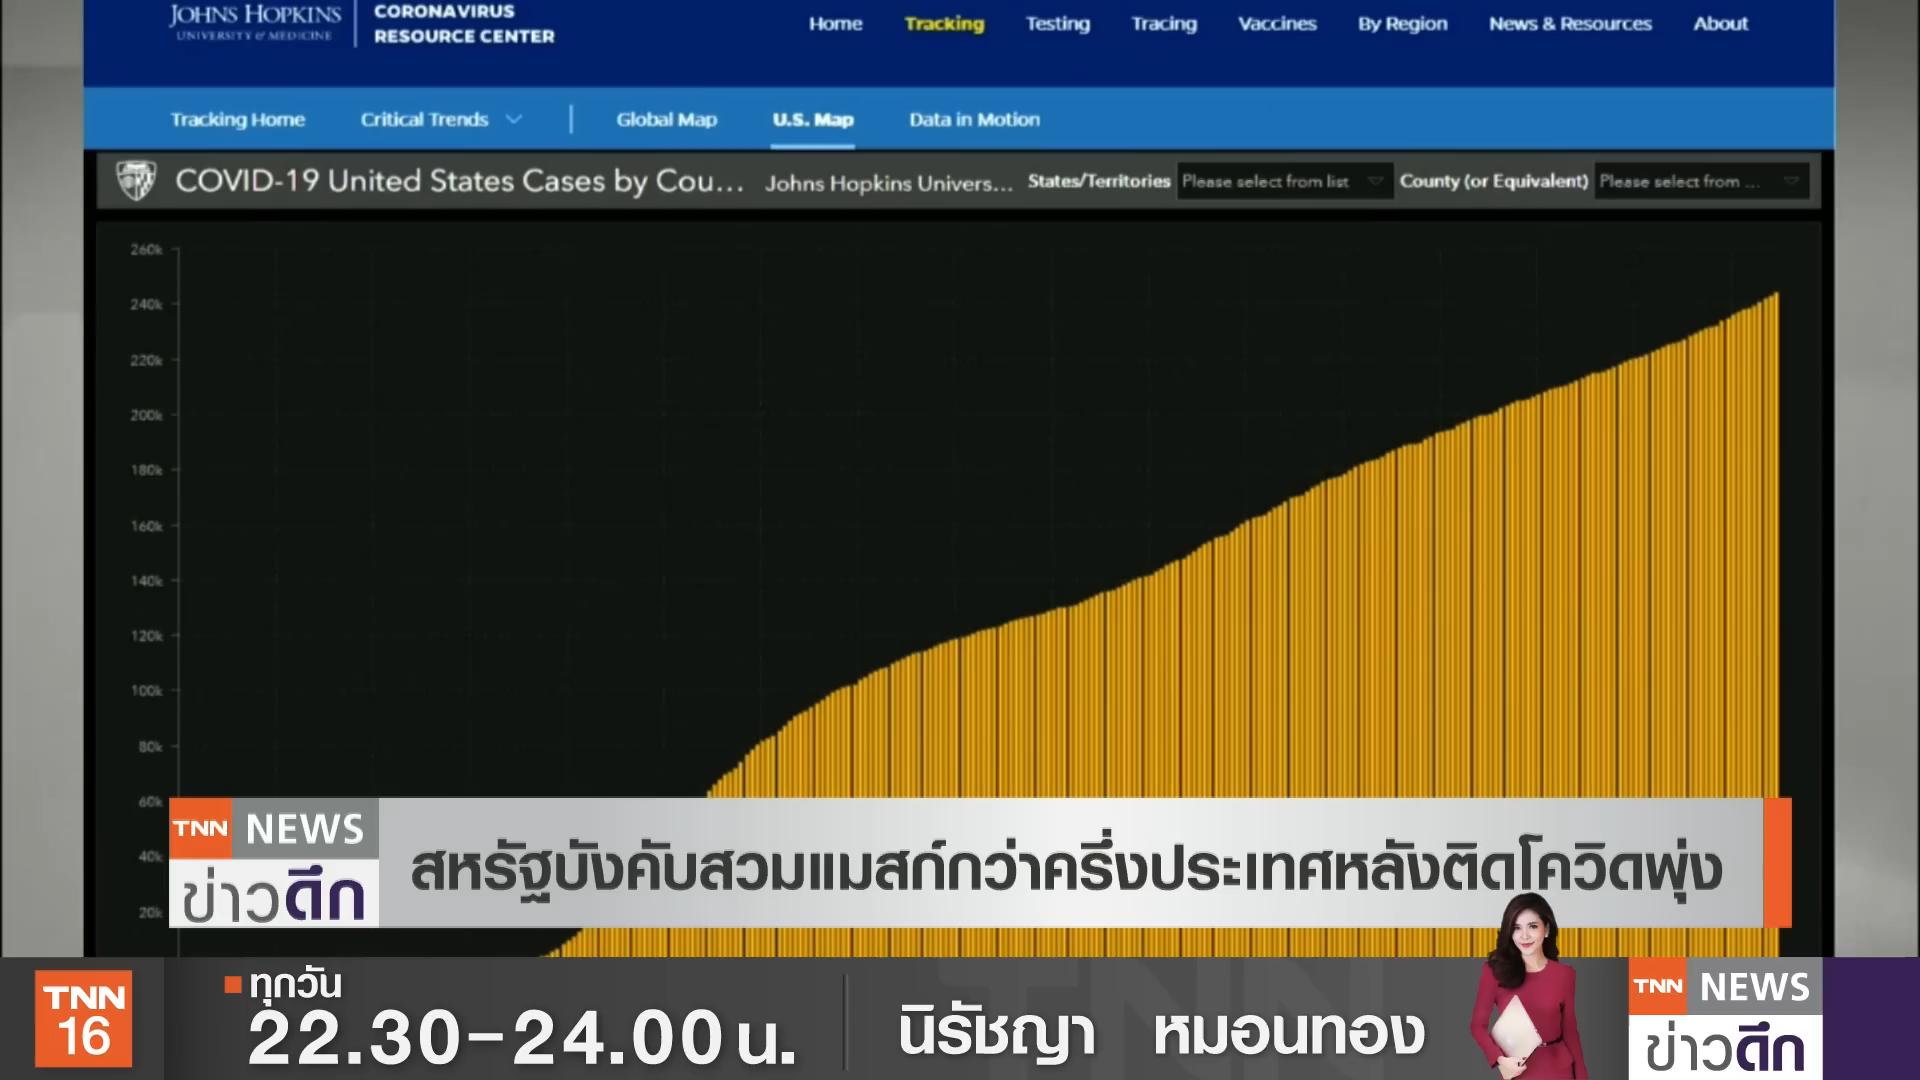 JOHNS HOPKINS
UNIVERSITY & MEDICINE
CORONAVIRUS
RESOURCE CENTER
Home Tracking Testing Tracing Vaccines By Region News & Resources About
Tracking Home Critical Trends Global Map U.S. Map Data in Motion
COVID-19 United States Cases by Cou... Johns Hopkins Univers... States/Territories Please select from list County (or Equivalent) Please select from ...
260k
240k
220k
200k
180k
160k
140k
120k
100k
80k
60k
40k
20k
TNN NEWS
ข่าวดึก
สหรัฐบังคับสวมแมสก์กว่าครึ่งประเทศหลังติดโควิดพุ่ง
TNN
16
ทุกวัน
22.30-24.00 น.
นิรัชญา หมอนทอง
TNN NEWS
ข่าวดึก